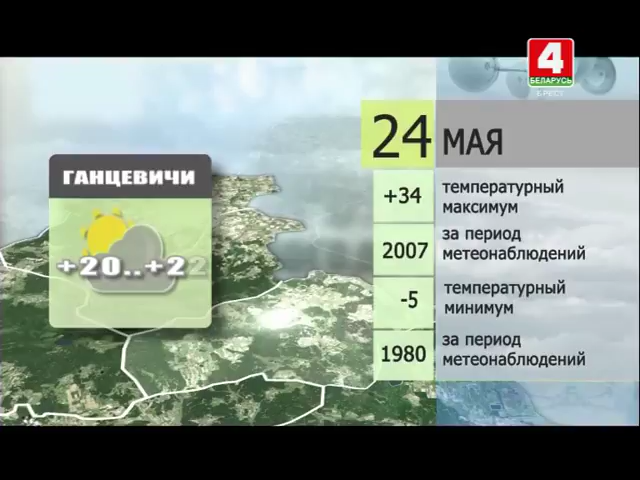 4
БЕЛАРУСЬ
БРЕСТ
24 МАЯ
ГАНЦЕВИЧИ
+20..+22
+34 температурный
максимум
2007 за период
метеонаблюдений
-5 температурный
минимум
1980 за период
метеонаблюдений